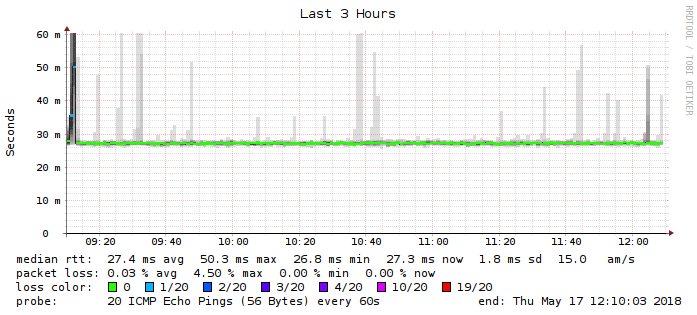 Last 3 Hours
RRDTOOL / TOBI OETIKER
Seconds
60 m
50 m
40 m
30 m
20 m
10 m
0
09:20 09:40 10:00 10:20 10:40 11:00 11:20 11:40 12:00
median rtt: 27.4 ms avg 50.3 ms max 26.8 ms min 27.3 ms now 1.8 ms sd 15.0 am/s
packet loss: 0.03 % avg 4.50 % max 0.00 % min 0.00 % now
loss color: 0 1/20 2/20 3/20 4/20 10/20 19/20
probe: 20 ICMP Echo Pings (56 Bytes) every 60s end: Thu May 17 12:10:03 2018